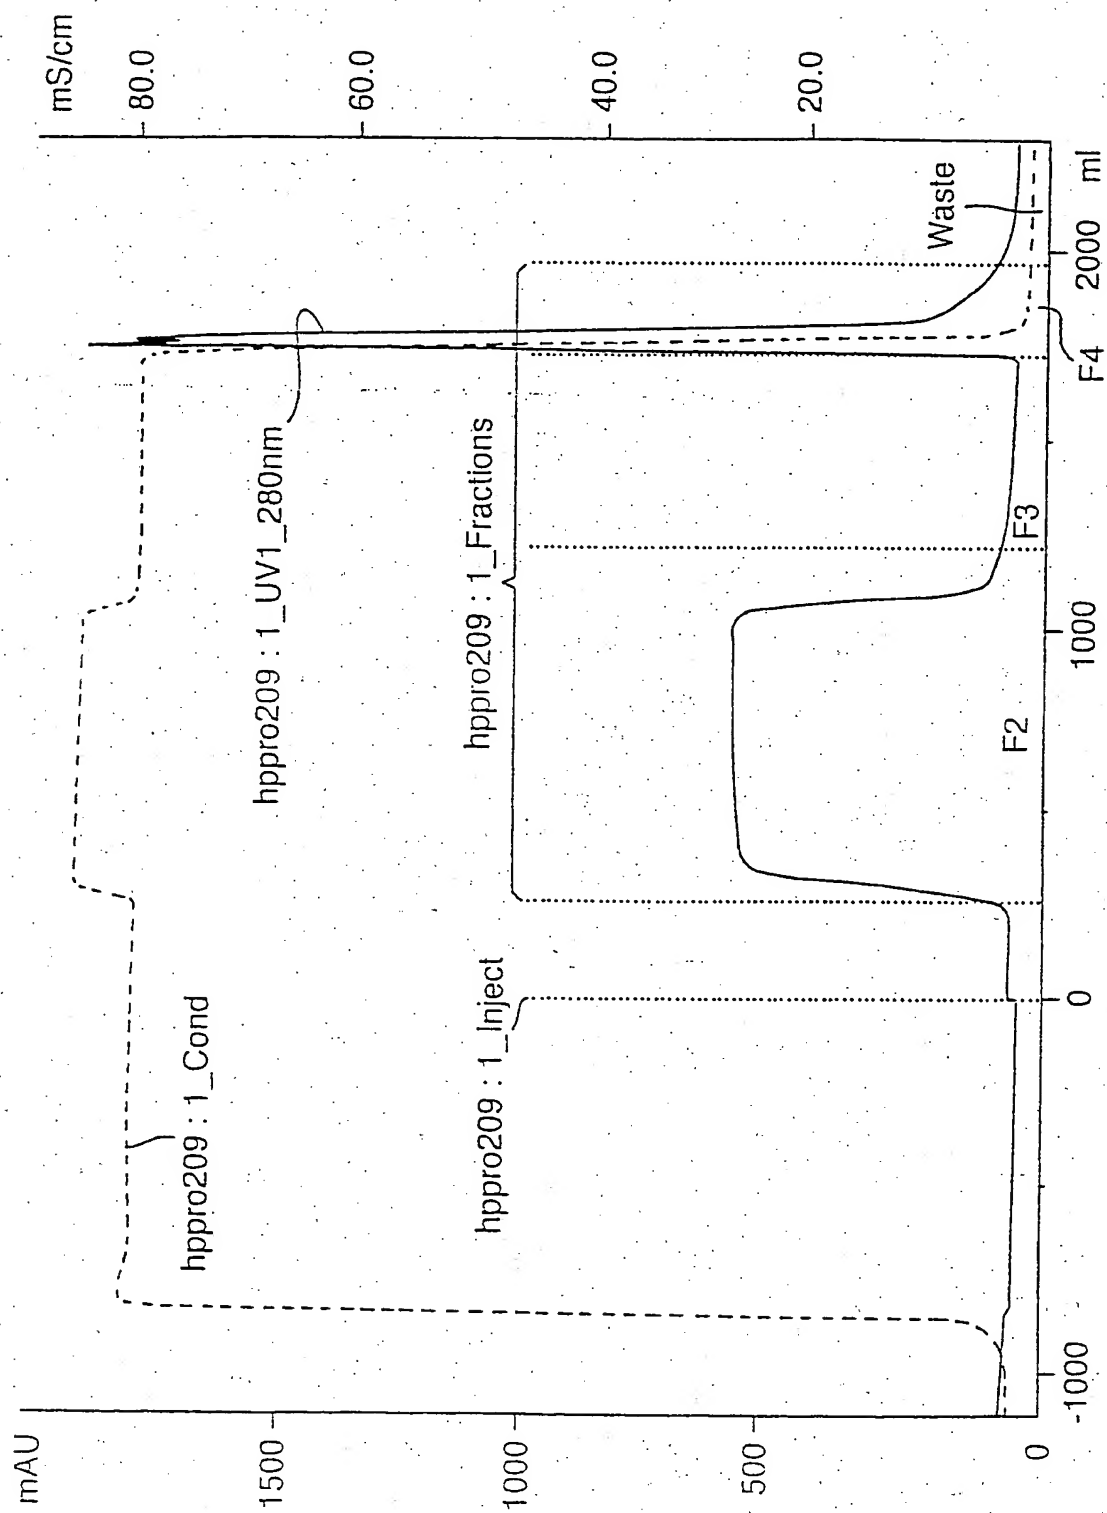 mAU
mS/cm
1500
1000
500
0
80.0
60.0
40.0
20.0
hppro209 : 1_Cond
hppro209 : 1_UV1_280nm
hppro209 : 1_Fractions
hppro209 : 1_Inject
F2
F3
F4
Waste
-1000
0
1000
2000
ml